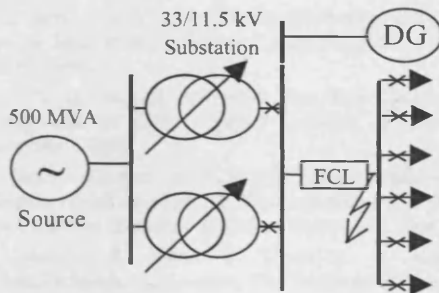 33/11.5 kV
Substation
DG
500 MVA
~
FCL
Source